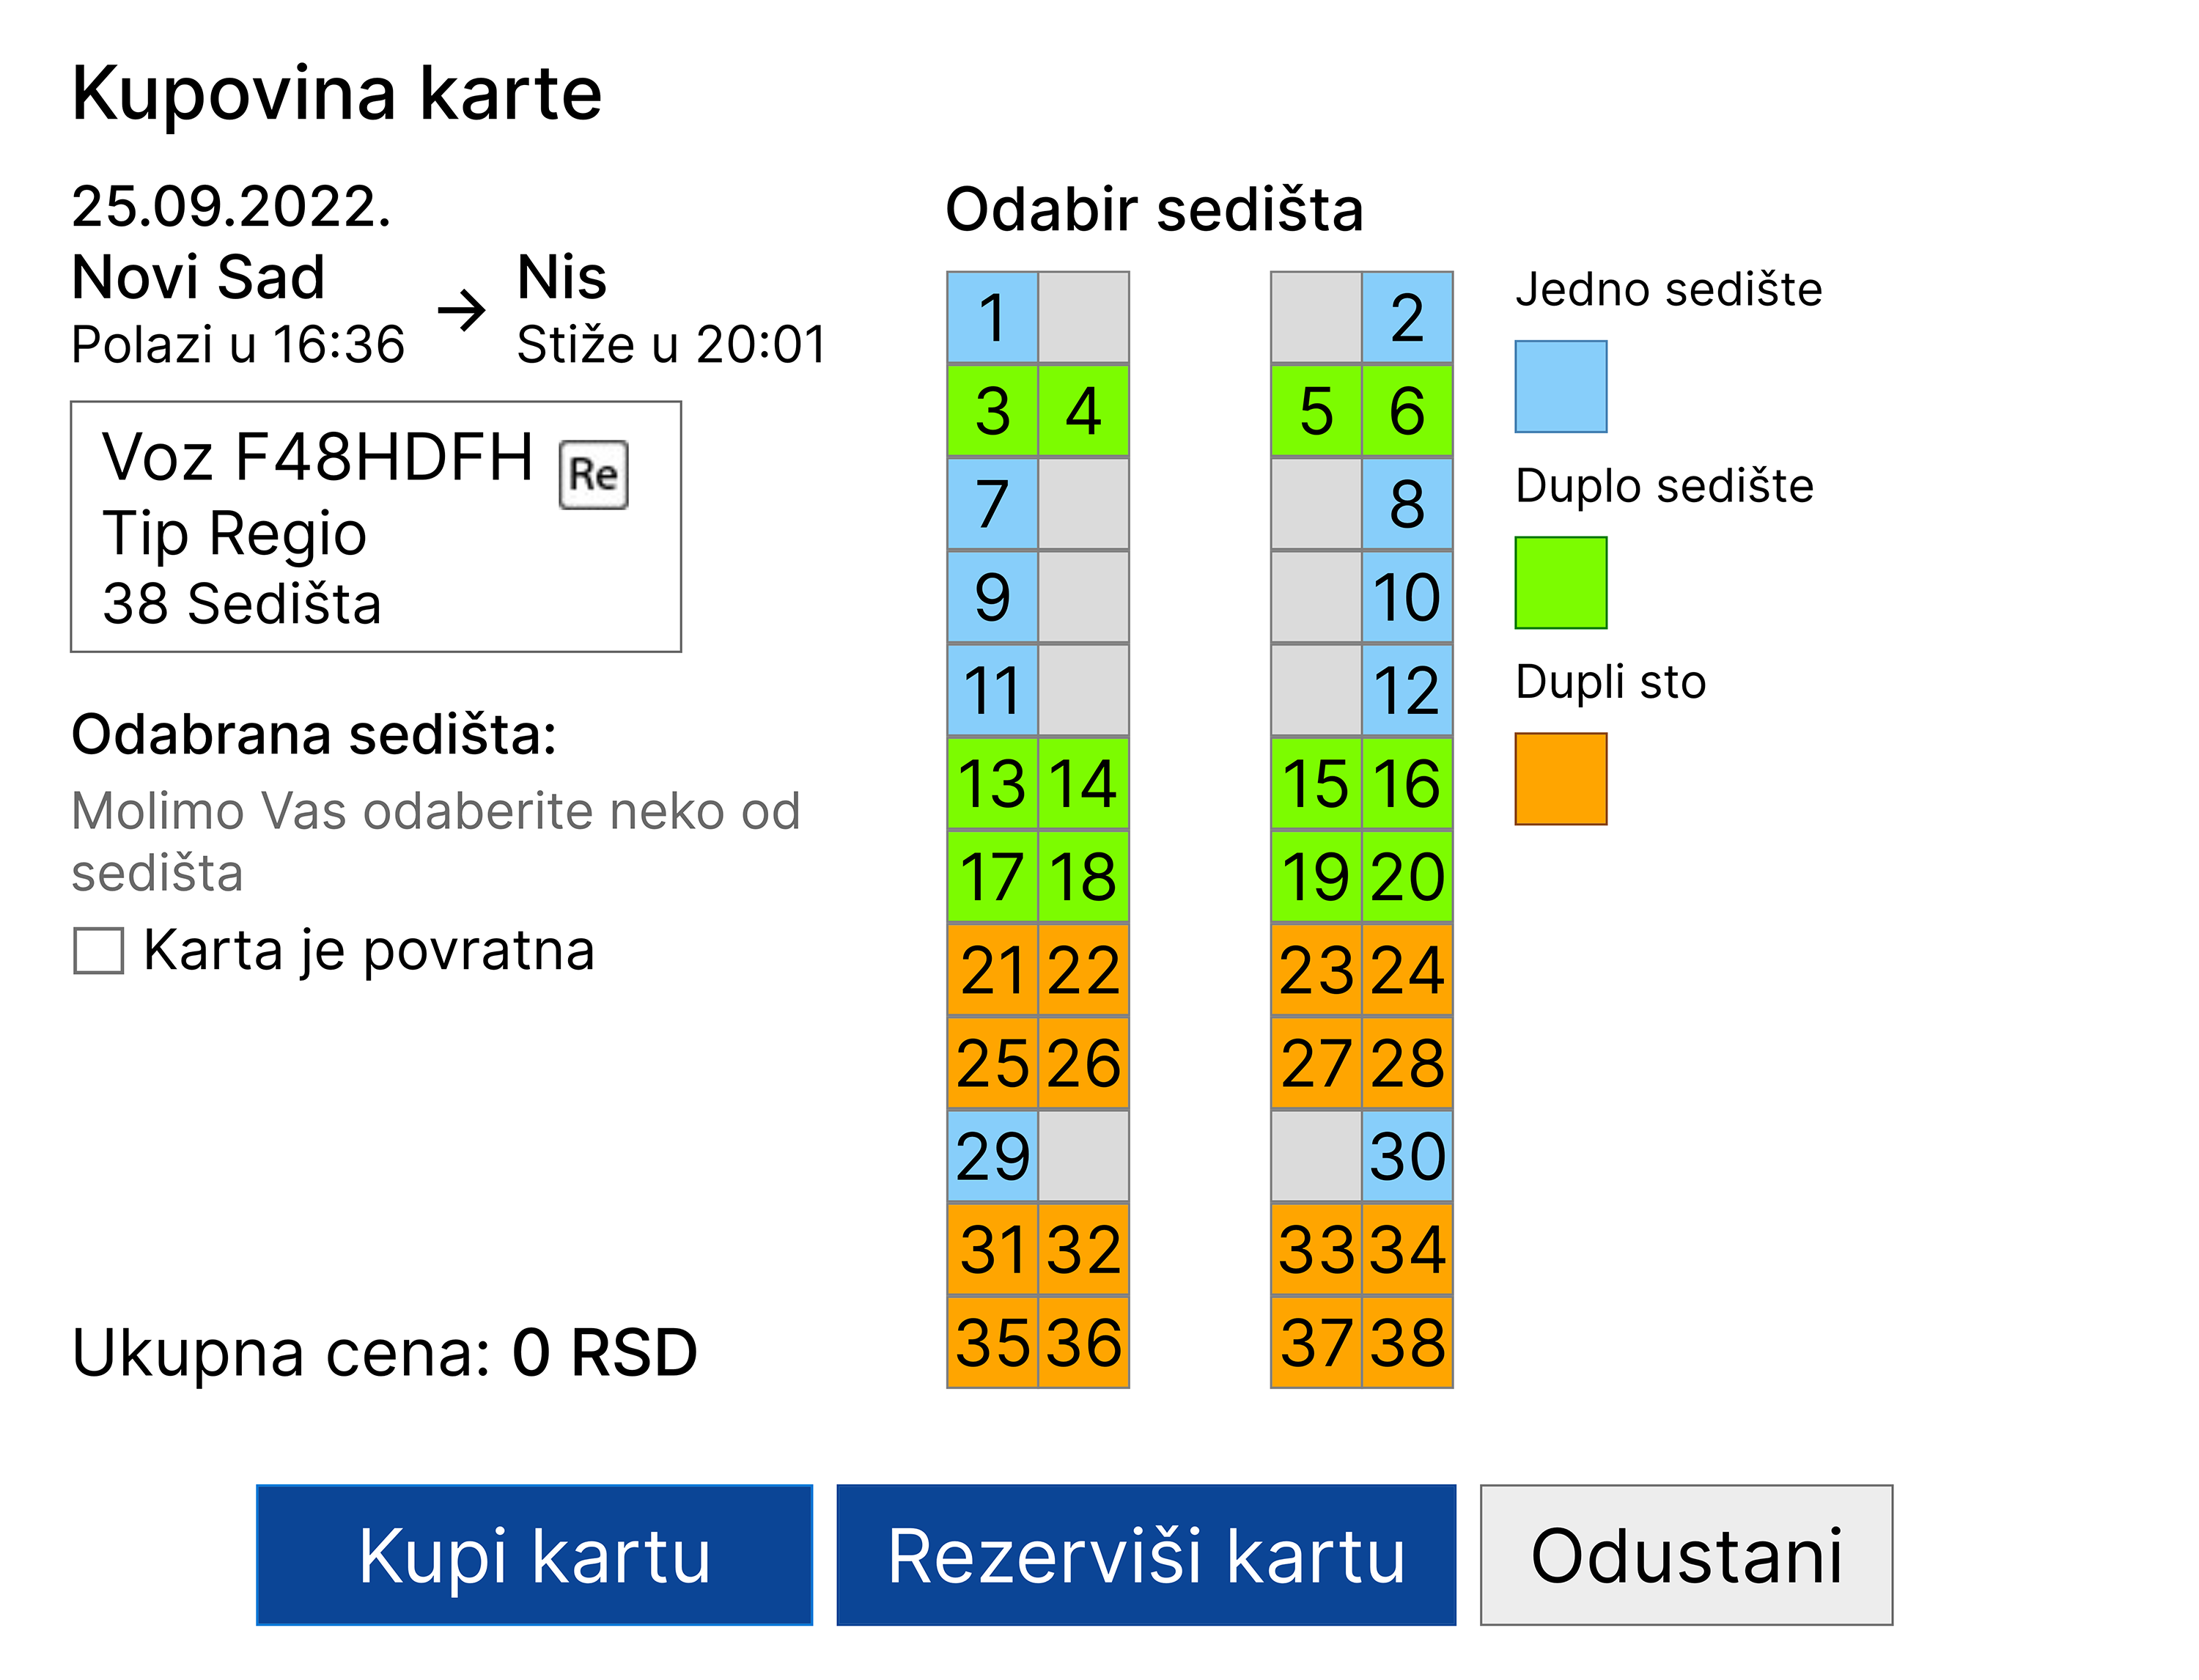 Kupovina karte
25.09.2022.
Novi Sad → Nis
Polazi u 16:36 Stiže u 20:01
Voz F48HDFH Re
Tip Regio
38 Sedišta
Odabrana sedišta:
Molimo Vas odaberite neko od
sedišta
Karta je povratna
Ukupna cena: 0 RSD
Odabir sedišta
1 2
3 4 5 6
7 8
9 10
11 12
13 14 15 16
17 18 19 20
21 22 23 24
25 26 27 28
29 30
31 32 33 34
35 36 37 38
Jedno sedište
Duplo sedište
Dupli sto
Kupi kartu Rezerviši kartu Odustani